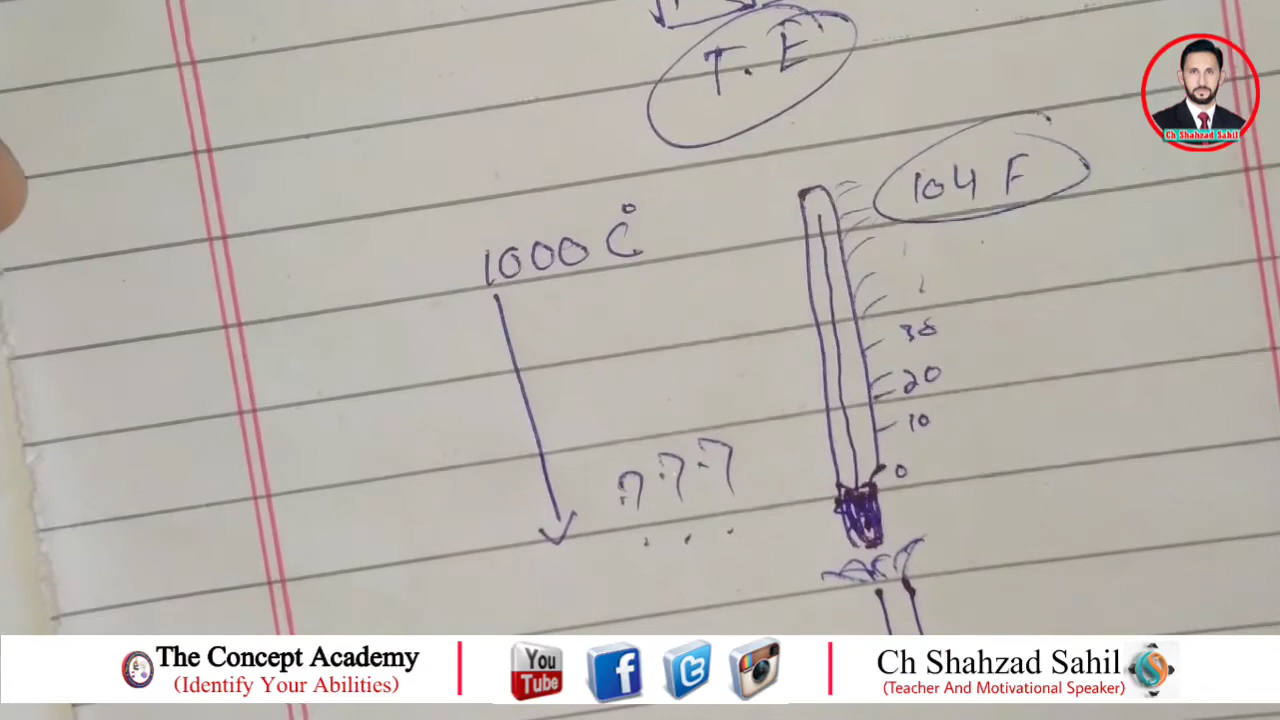 T. E
Ch Shahzad Sahil
104 F
1000 C°
30
20
10
0
???
The Concept Academy
(Identify Your Abilities)
You
Tube
Ch Shahzad Sahil
(Teacher And Motivational Speaker)